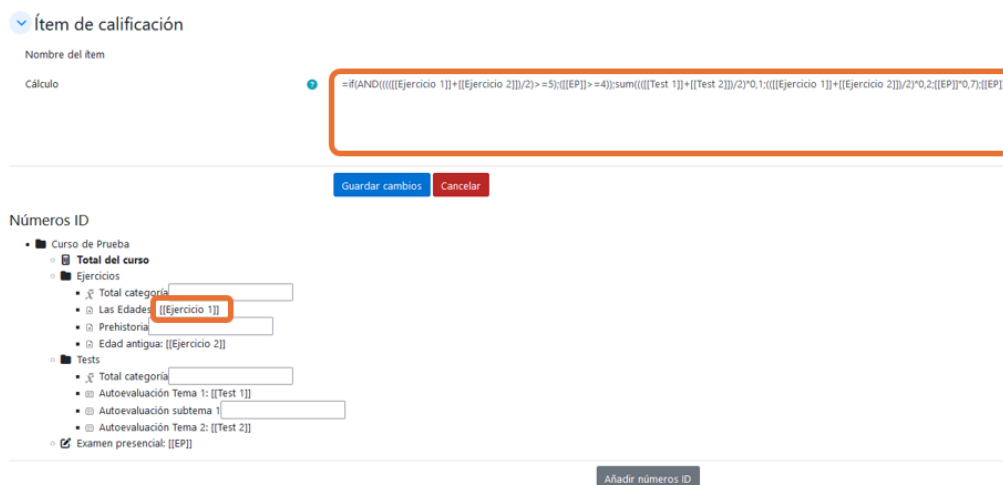 Ítem de calificación
Nombre del ítem
Cálculo
=if(AND(((([[Ejercicio 1]]+[[Ejercicio 2]])/2)>=5);([[EP]]>=4));sum((([[Test 1]]+[[Test 2]])/2)*0,1;(([[Ejercicio 1]]+[[Ejercicio 2]])/2)*0,2;[[EP]]*0,7);[[EP]]
Guardar cambios
Cancelar
Números ID
Curso de Prueba
Total del curso
Ejercicios
Total categoría
Las Edades: [[Ejercicio 1]]
Prehistoria
Edad antigua: [[Ejercicio 2]]
Tests
Total categoría
Autoevaluación Tema 1: [[Test 1]]
Autoevaluación subtema 1
Autoevaluación Tema 2: [[Test 2]]
Examen presencial: [[EP]]
Añadir números ID